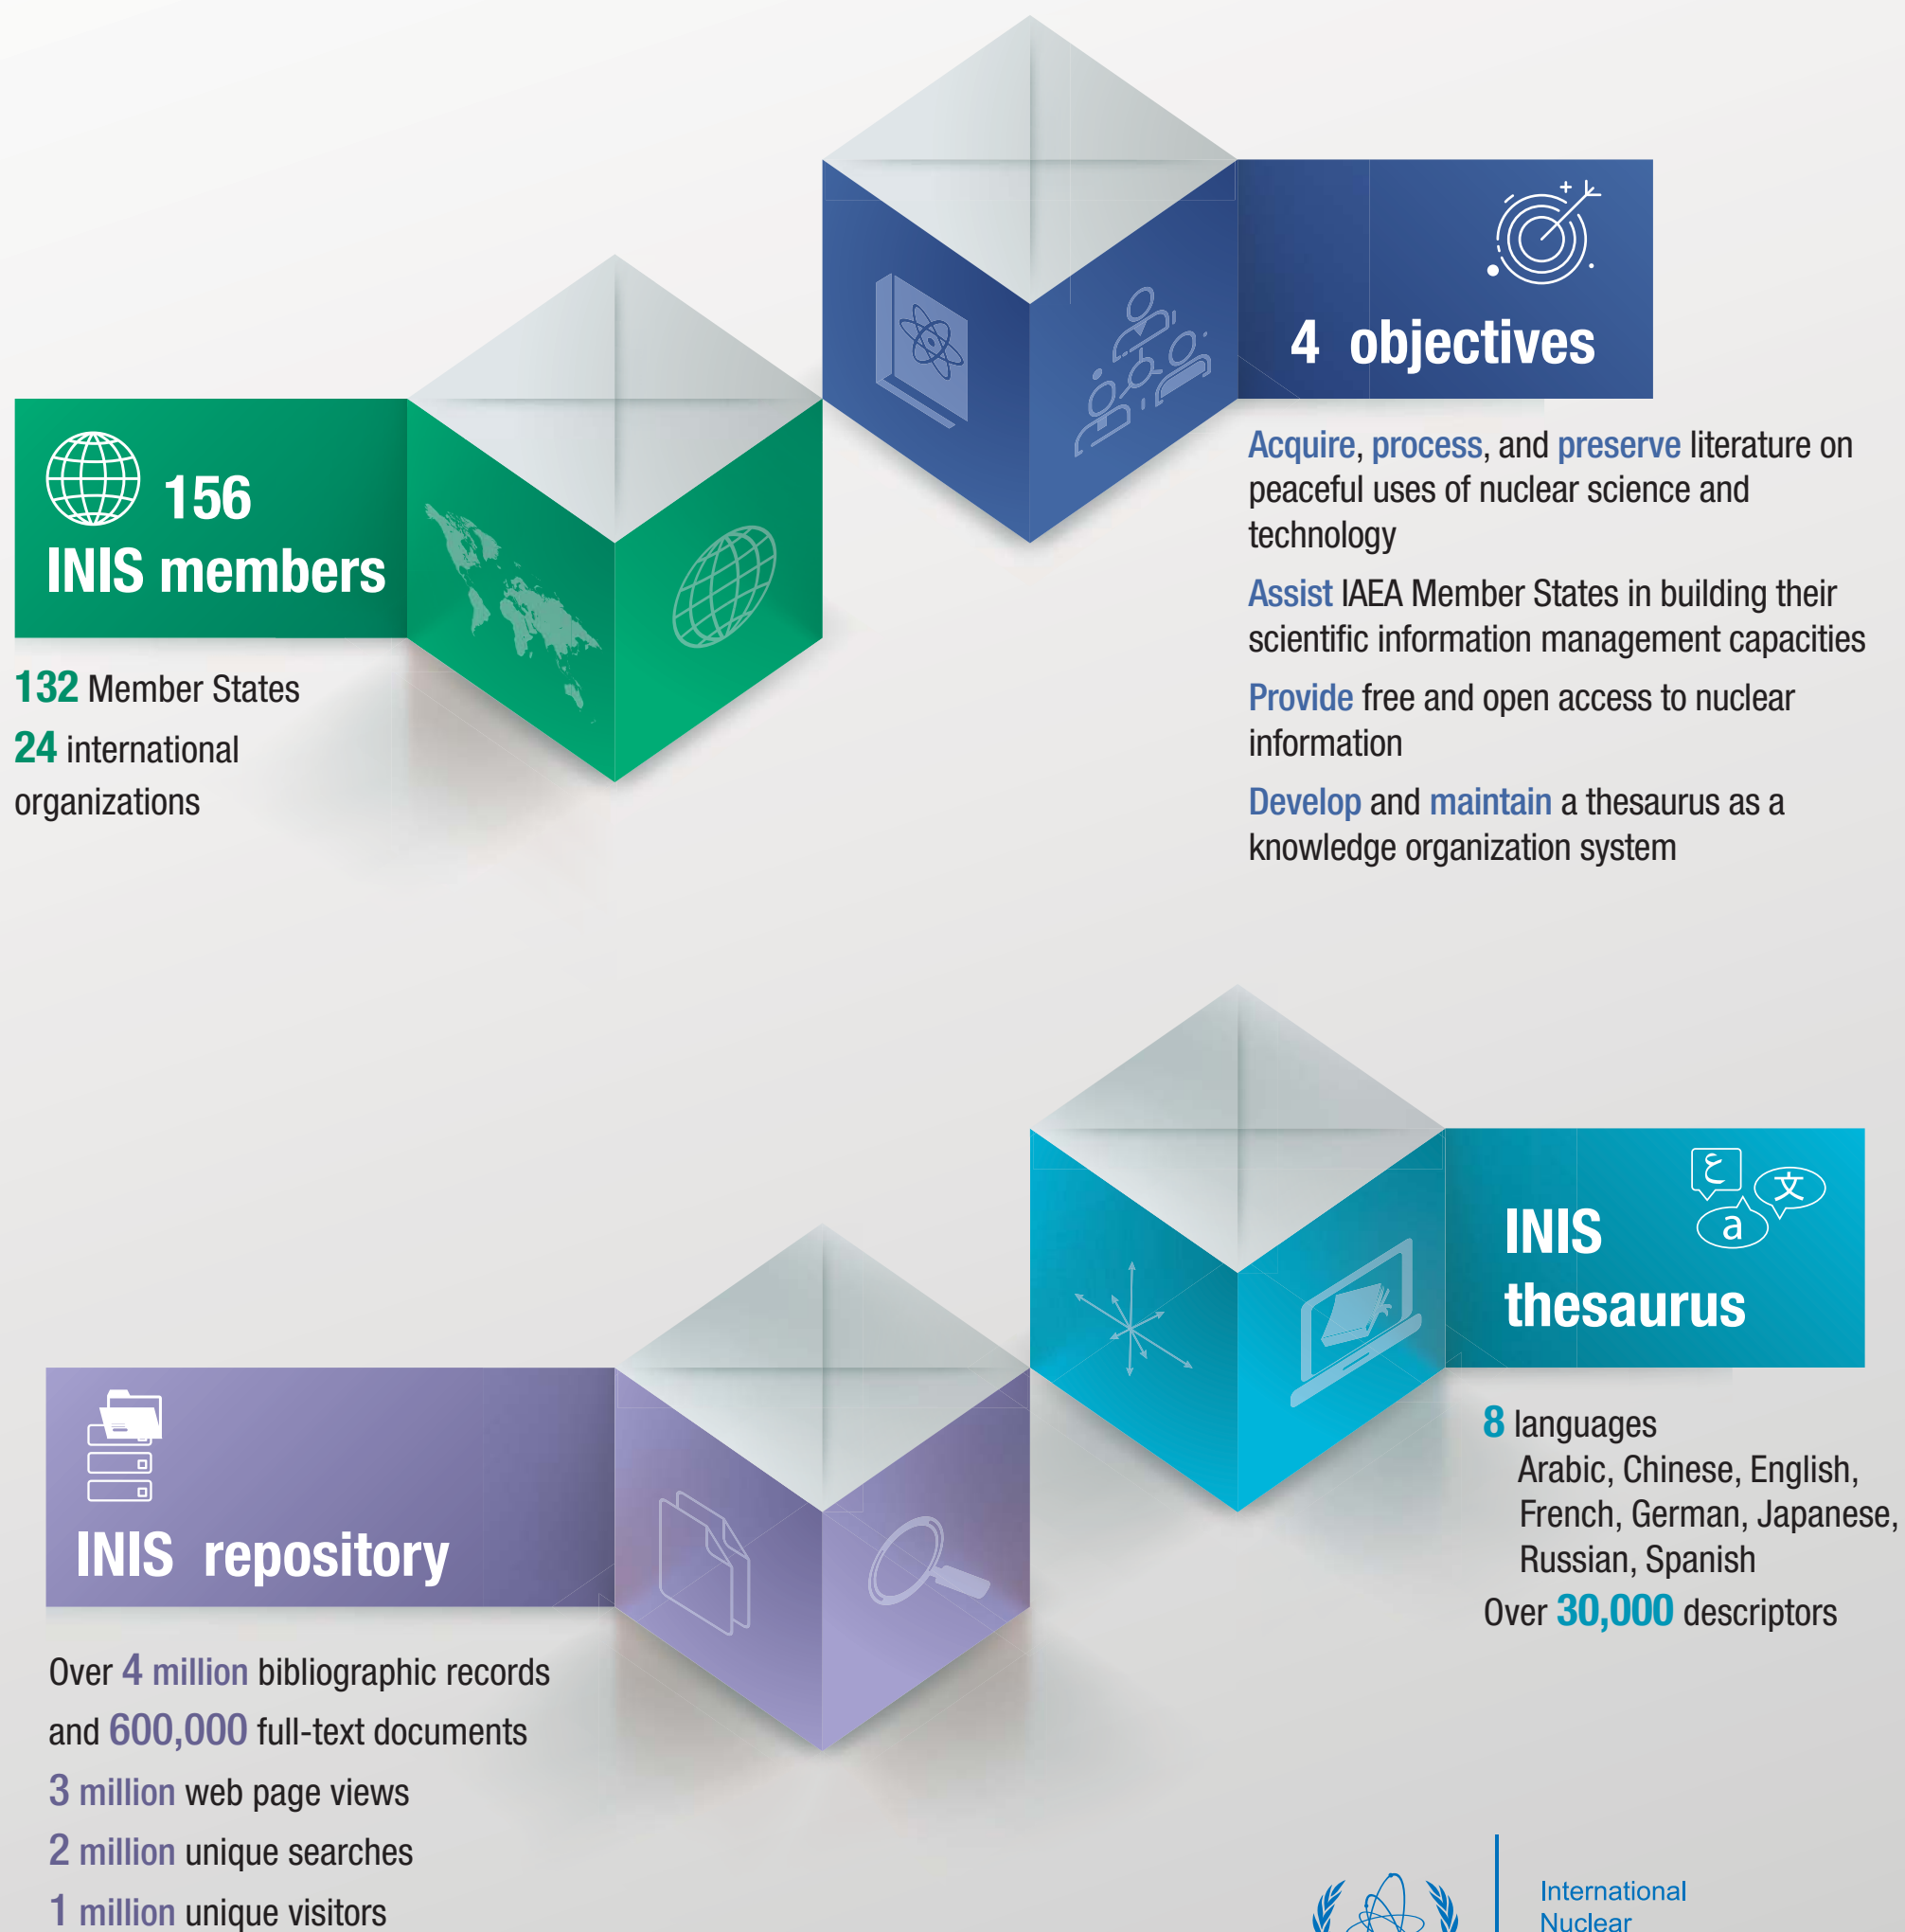 156
INIS members
132 Member States
24 international
organizations
4 objectives
Acquire, process, and preserve literature on
peaceful uses of nuclear science and
technology
Assist IAEA Member States in building their
scientific information management capacities
Provide free and open access to nuclear
information
Develop and maintain a thesaurus as a
knowledge organization system
ع
文
a
INIS
thesaurus
8 languages
Arabic, Chinese, English,
French, German, Japanese,
Russian, Spanish
Over 30,000 descriptors
INIS repository
Over 4 million bibliographic records
and 600,000 full-text documents
3 million web page views
2 million unique searches
1 million unique visitors
International
Nuclear